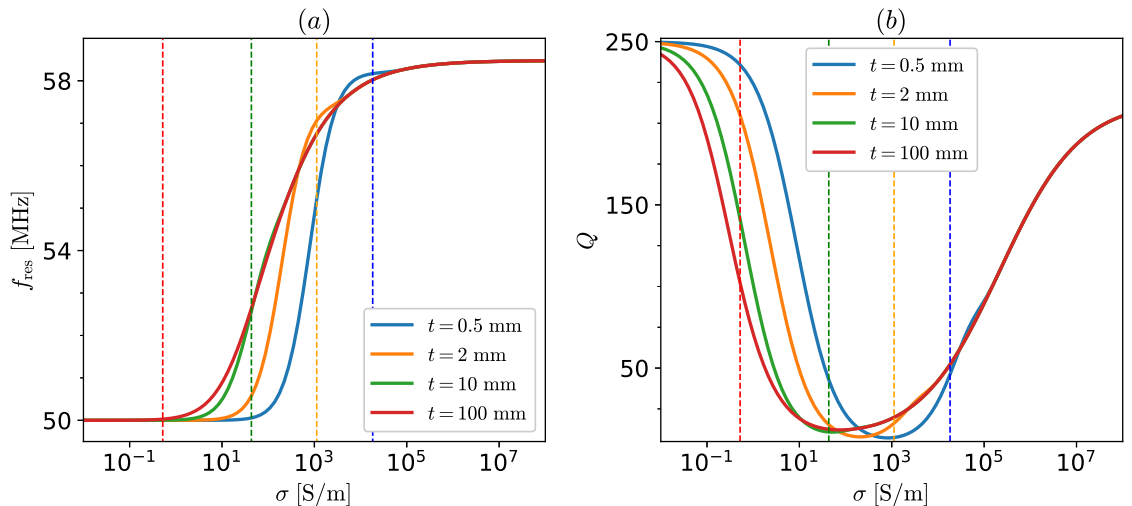 (a)
58
54
50
f_res [MHz]
t = 0.5 mm
t = 2 mm
t = 10 mm
t = 100 mm
10^-1 10^1 10^3 10^5 10^7
σ [S/m]
(b)
250
150
50
Q
t = 0.5 mm
t = 2 mm
t = 10 mm
t = 100 mm
10^-1 10^1 10^3 10^5 10^7
σ [S/m]